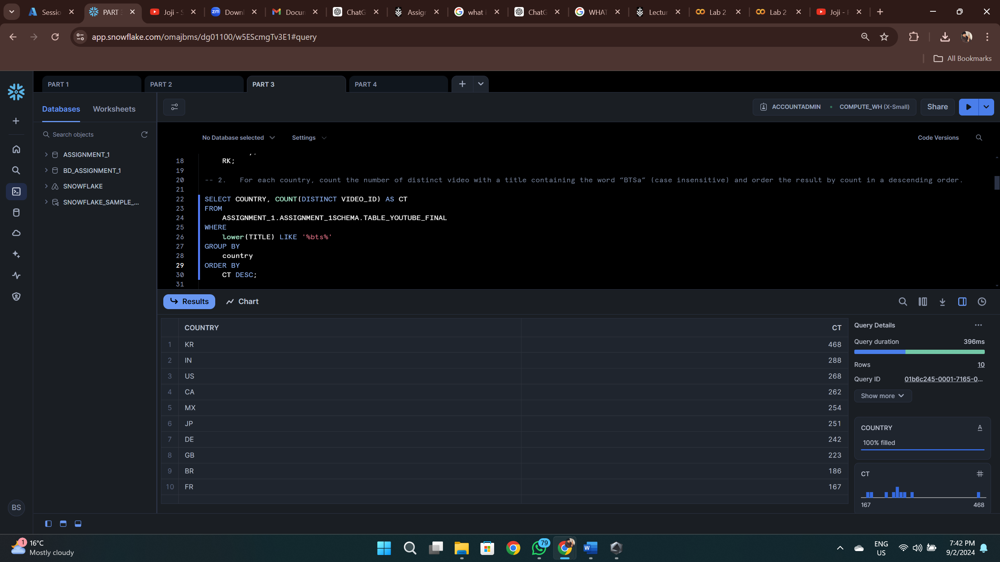 Sessio
PART 3
Joji - S
Down
Docun
ChatG
Assign
what i
ChatG
WHAT
Lectur
Lab 2
Lab 2
Joji - F
app.snowflake.com/omajbms/dg01100/w5EScmgTv3E1#query
All Bookmarks
PART 1
PART 2
PART 3
PART 4
Databases
Worksheets
ACCOUNTADMIN
COMPUTE_WH (X-Small)
Share
Search objects
No Database selected
Settings
Code Versions
ASSIGNMENT_1
BD_ASSIGNMENT_1
SNOWFLAKE
SNOWFLAKE_SAMPLE_...
18 RK;
19
20 -- 2. For each country, count the number of distinct video with a title containing the word “BTSa” (case insensitive) and order the result by count in a descending order.
21
22 SELECT COUNTRY, COUNT(DISTINCT VIDEO_ID) AS CT
23 FROM
24 ASSIGNMENT_1.ASSIGNMENT_1SCHEMA.TABLE_YOUTUBE_FINAL
25 WHERE
26 lower(TITLE) LIKE '%bts%'
27 GROUP BY
28 country
29 ORDER BY
30 CT DESC;
31
Results
Chart
COUNTRY CT
1 KR 468
2 IN 288
3 US 268
4 CA 262
5 MX 254
6 JP 251
7 DE 242
8 GB 223
9 BR 186
10 FR 167
Query Details
Query duration 396ms
Rows 10
Query ID 01b6c245-0001-7165-0...
Show more
COUNTRY A
100% filled
CT
167 468
BS
1
16°C
Mostly cloudy
79
ENG
US
7:42 PM
9/2/2024